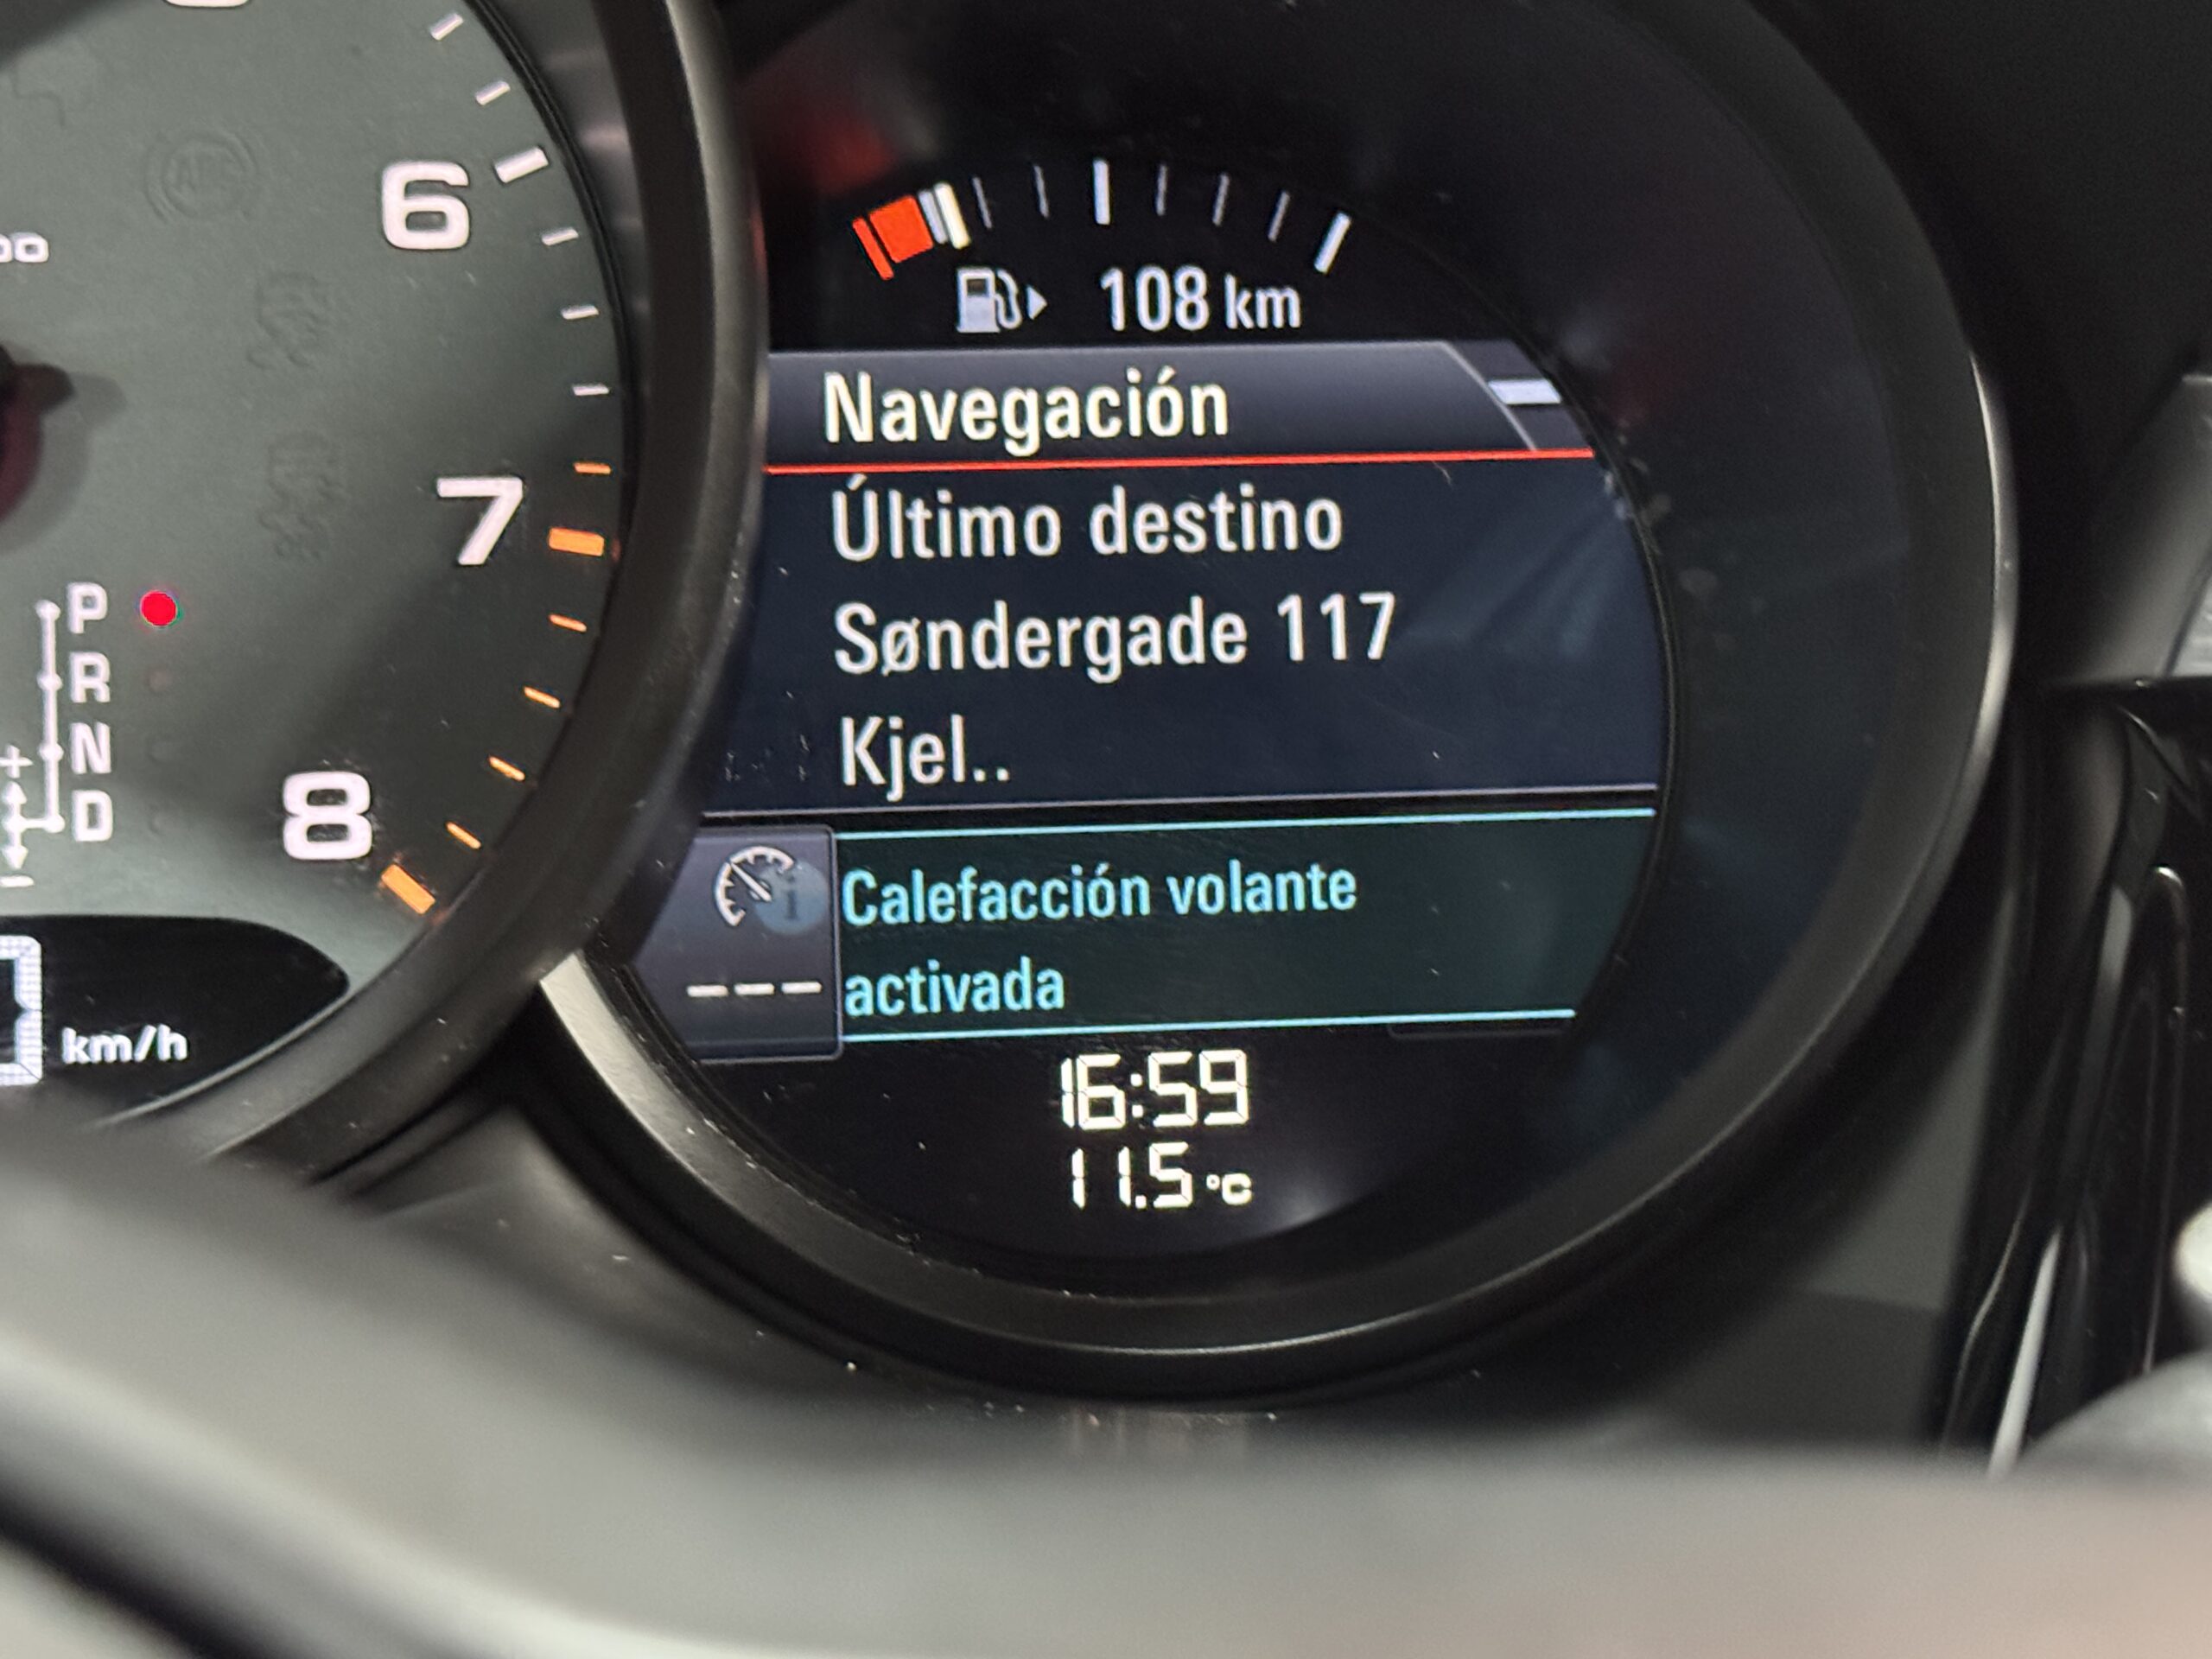 6
7
8
P
R
N
D
km/h
108 km
Navegación
Último destino
Søndergade 117
Kjel..
Calefacción volante
activada
---
16:59
11.5 °C